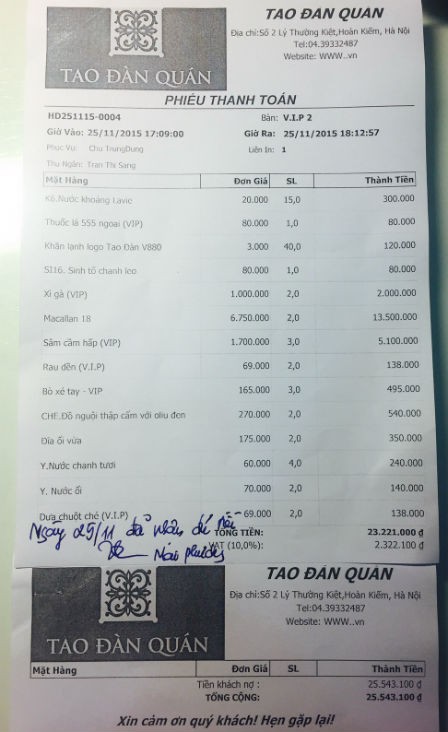 TAO ĐÀN QUÁN
TAO ĐÀN QUÁN
Địa chỉ:Số 2 Lý Thường Kiệt,Hoàn Kiếm, Hà Nội
Tel:04.39332487
Website: WWW..vn
PHIẾU THANH TOÁN
HD251115-0004 Bàn: V.I.P 2
Giờ Vào: 25/11/2015 17:09:00 Giờ Ra: 25/11/2015 18:12:57
Phục Vụ: Chu TrungDung Liên In: 1
Thu Ngân: Tran Thi Sang
Mặt Hàng Đơn Giá SL Thành Tiền
K6.Nước khoáng Lavie 20.000 15,0 300.000
Thuốc lá 555 ngoại (VIP) 80.000 1,0 80.000
Khăn lạnh logo Tao Đàn V880 3.000 40,0 120.000
SI16. Sinh tố chanh leo 80.000 1,0 80.000
Xì gà (VIP) 1.000.000 2,0 2.000.000
Macallan 18 6.750.000 2,0 13.500.000
Sâm cầm hấp (VIP) 1.700.000 3,0 5.100.000
Rau dền (V.I.P) 69.000 2,0 138.000
Bò xé tay - VIP 165.000 3,0 495.000
CHE.Đồ nguội thập cẩm với oliu đen 270.000 2,0 540.000
Đĩa ổi vừa 175.000 2,0 350.000
Y.Nước chanh tươi 60.000 4,0 240.000
Y. Nước ổi 70.000 2,0 140.000
Dưa chuột chẻ (V.I.P) 69.000 2,0 138.000
Ngày 25/11 đã nhận để
TỔNG TIỀN: 23.221.000 ₫
VAT (10,0%): 2.322.100 ₫
TAO ĐÀN QUÁN
TAO ĐÀN QUÁN
Địa chỉ:Số 2 Lý Thường Kiệt,Hoàn Kiếm, Hà Nội
Tel:04.39332487
Website: WWW..vn
Mặt Hàng Đơn Giá SL Thành Tiền
Tiền khách nợ : 25.543.100 ₫
TỔNG CỘNG: 25.543.100 ₫
Xin cảm ơn quý khách! Hẹn gặp lại!